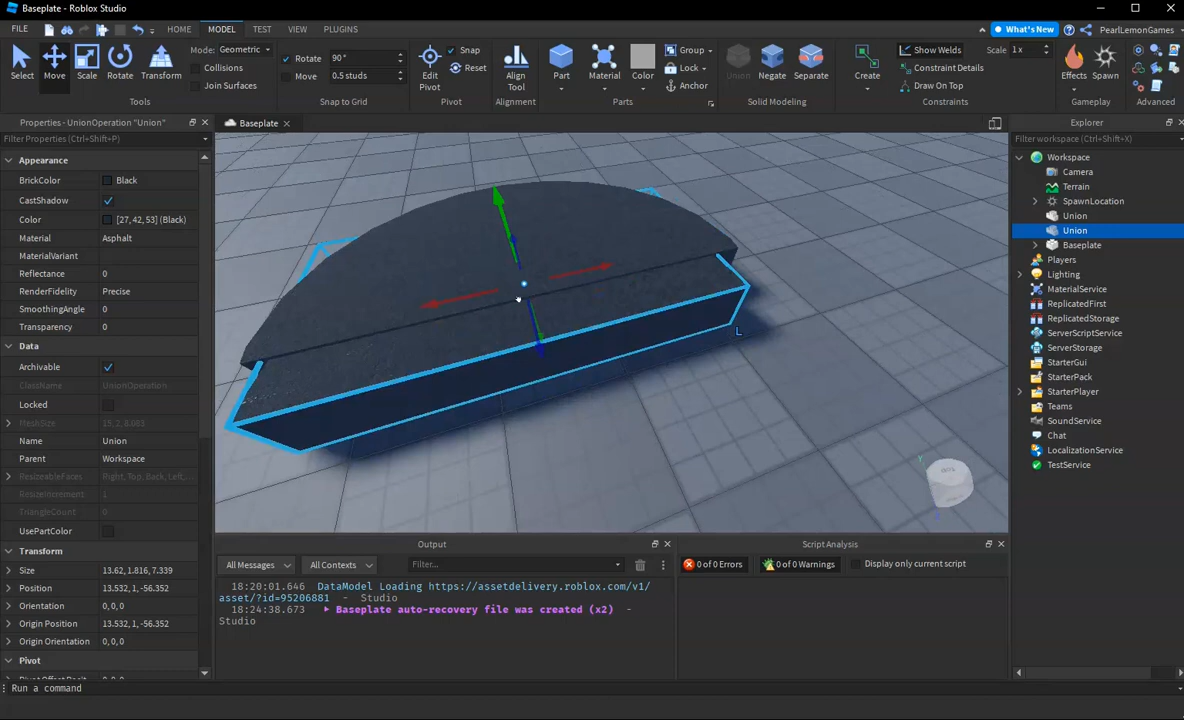 Baseplate - Roblox Studio
FILE HOME MODEL TEST VIEW PLUGINS What's New PearlLemonGames
Select Move Scale Rotate Transform
Mode: Geometric
Collisions
Join Surfaces
Tools
Rotate 90°
Move 0.5 studs
Snap to Grid
Edit Pivot
Snap
Reset
Pivot
Align Tool
Alignment
Part Material Color
Group
Lock
Anchor
Parts
Union Negate Separate
Solid Modeling
Create
Show Welds Scale 1 x
Constraint Details
Draw On Top
Constraints
Effects Spawn
Gameplay
Advanced
Properties - UnionOperation "Union"
Filter Properties (Ctrl+Shift+P)
Appearance
BrickColor Black
CastShadow
Color [27, 42, 53] (Black)
Material Asphalt
MaterialVariant
Reflectance 0
RenderFidelity Precise
SmoothingAngle 0
Transparency 0
Data
Archivable
ClassName UnionOperation
Locked
MeshSize
Name Union
Parent Workspace
ResizeableFaces Right, Top, Back, Left,...
ResizeIncrement 1
TriangleCount 0
UsePartColor
Transform
Size 13.62, 1.816, 7.339
Position 13.532, 1, -56.352
Orientation 0, 0, 0
Origin Position 13.532, 1, -56.352
Origin Orientation 0, 0, 0
Pivot
Baseplate
L
Y
Output
All Messages All Contexts Filter...
18:20:01.646 DataModel Loading https://assetdelivery.roblox.com/v1/
asset/?id=95206881 - Studio
18:24:38.673 Baseplate auto-recovery file was created (x2) -
Studio
Script Analysis
0 of 0 Errors 0 of 0 Warnings Display only current script
Explorer
Filter workspace (Ctrl+Shift+X)
Workspace
Camera
Terrain
SpawnLocation
Union
Union
Baseplate
Players
Lighting
MaterialService
ReplicatedFirst
ReplicatedStorage
ServerScriptService
ServerStorage
StarterGui
StarterPack
StarterPlayer
Teams
SoundService
Chat
LocalizationService
TestService
Run a command